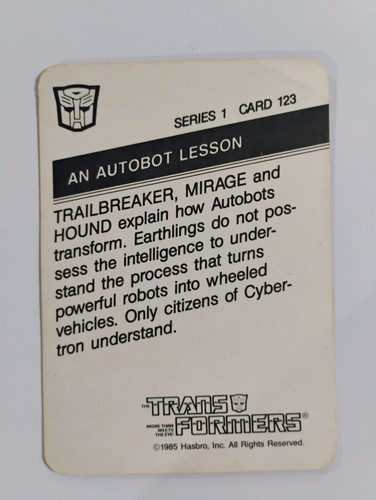 SERIES 1 CARD 123
AN AUTOBOT LESSON
TRAILBREAKER, MIRAGE and
HOUND explain how Autobots
transform. Earthlings do not pos-
sess the intelligence to under-
stand the process that turns
powerful robots into wheeled
vehicles. Only citizens of Cyber-
tron understand.
THE TRANSFORMERS®
MORE THAN
MEETS
THE EYE
©1985 Hasbro, Inc. All Rights Reserved.